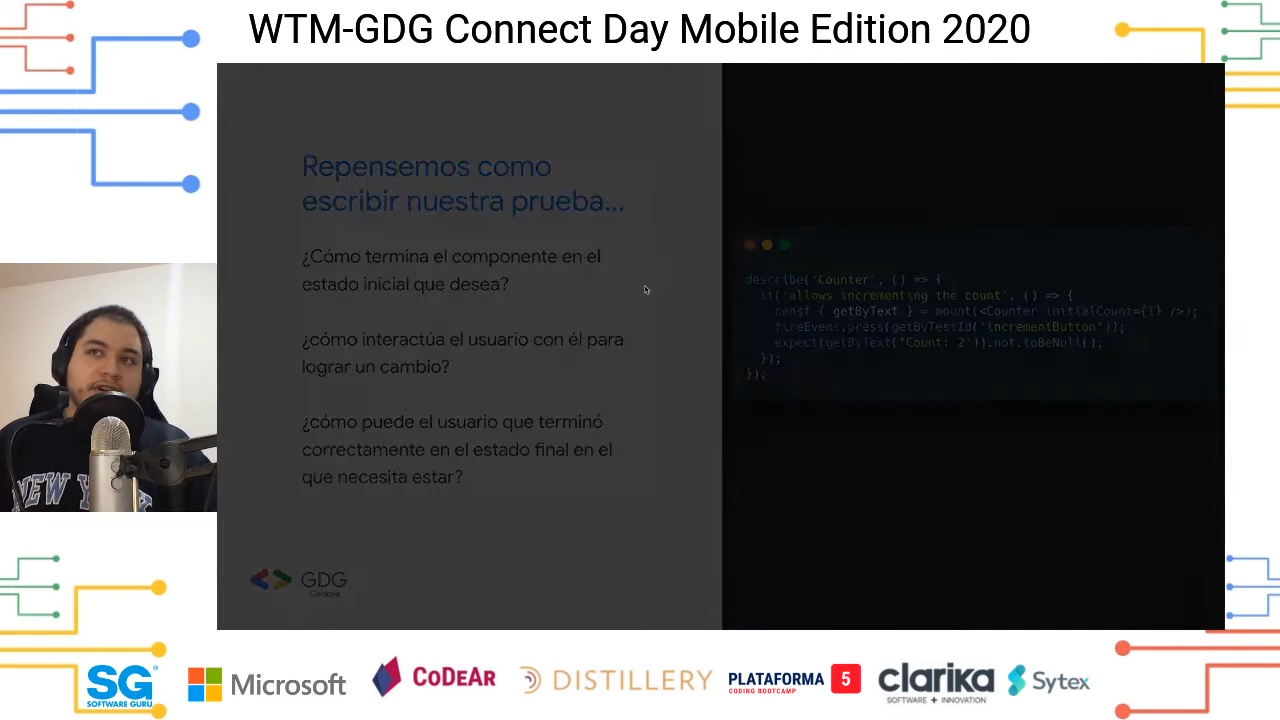 WTM-GDG Connect Day Mobile Edition 2020
Repensemos como
escribir nuestra prueba...
¿Cómo termina el componente en el
estado inicial que desea?
¿cómo interactúa el usuario con él para
lograr un cambio?
¿cómo puede el usuario que terminó
correctamente en el estado final en el
que necesita estar?
GDG
Córdoba
describe('Counter', () => {
it('allows incrementing the count', () => {
const { getByText } = mount(<Counter initialCount={1} />);
fireEvent.press(getByTestId('incrementButton'));
expect(getByText('Count: 2')).not.toBeNull();
});
});
NEW Y
SG
SOFTWARE GURU
Microsoft
CoDeAr
DISTILLERY
PLATAFORMA 5
CODING BOOTCAMP
clarika
SOFTWARE + INNOVATION
Sytex